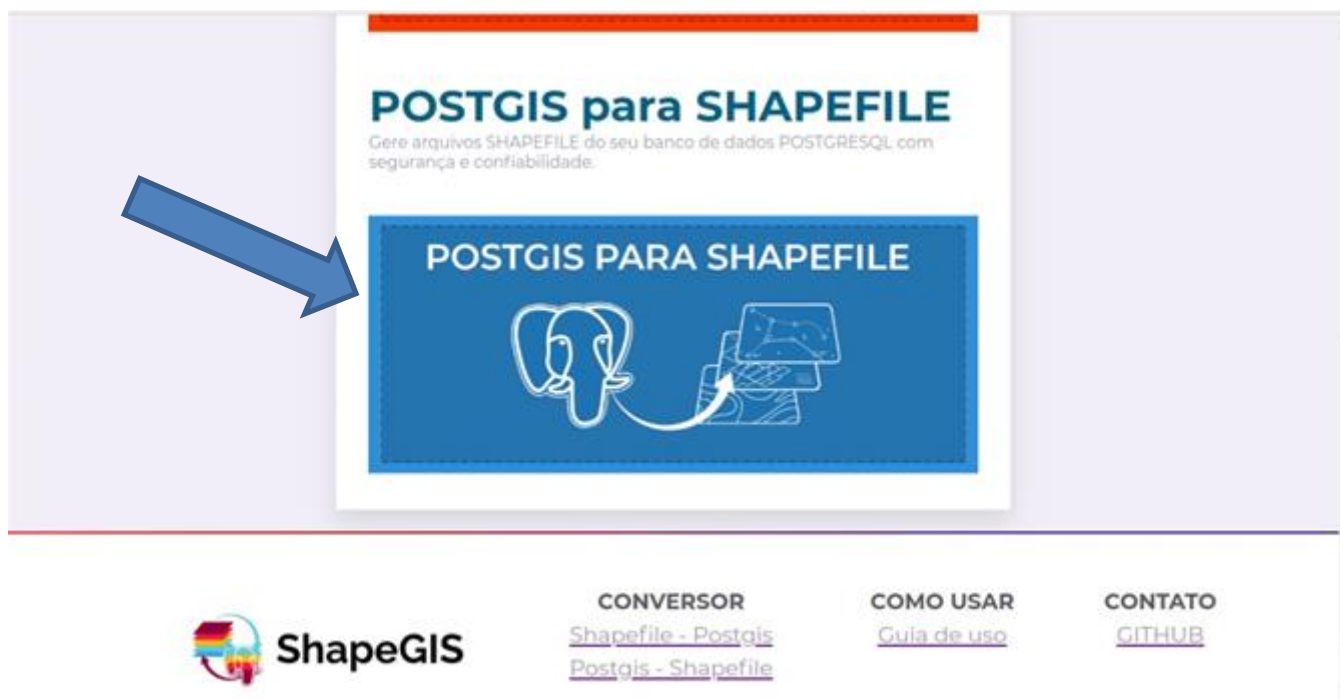 POSTGIS para SHAPEFILE
Gere arquivos SHAPEFILE do seu banco de dados POSTGRESQL com
segurança e confiabilidade.
POSTGIS PARA SHAPEFILE
ShapeGIS
CONVERSOR
Shapefile - Postgis
Postgis - Shapefile
COMO USAR
Guia de uso
CONTATO
GITHUB